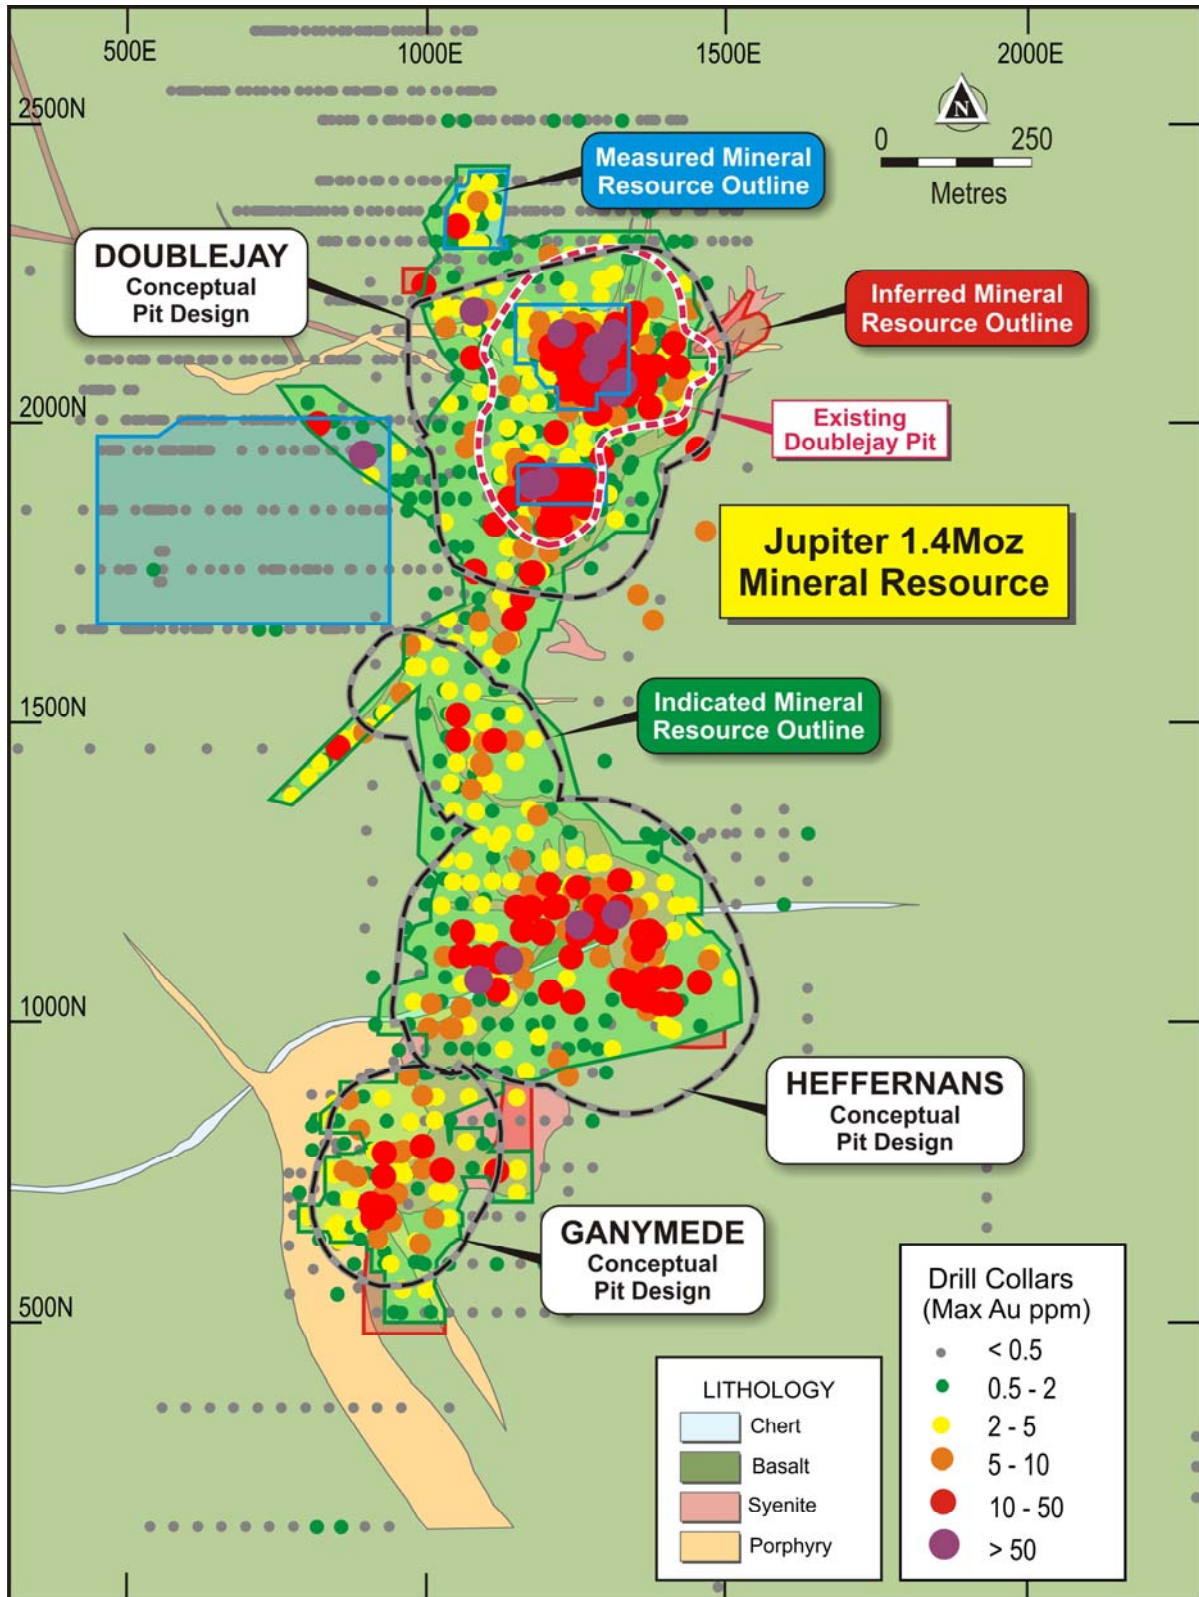 500E
1000E
1500E
2000E
2500N
N
0
250
Metres
Measured Mineral
Resource Outline
DOUBLEJAY
Conceptual
Pit Design
Inferred Mineral
Resource Outline
2000N
Existing
Doublejay Pit
Jupiter 1.4Moz
Mineral Resource
1500N
Indicated Mineral
Resource Outline
1000N
HEFFERNANS
Conceptual
Pit Design
GANYMEDE
Conceptual
Pit Design
500N
LITHOLOGY
Chert
Basalt
Syenite
Porphyry
Drill Collars
(Max Au ppm)
< 0.5
0.5 - 2
2 - 5
5 - 10
10 - 50
> 50